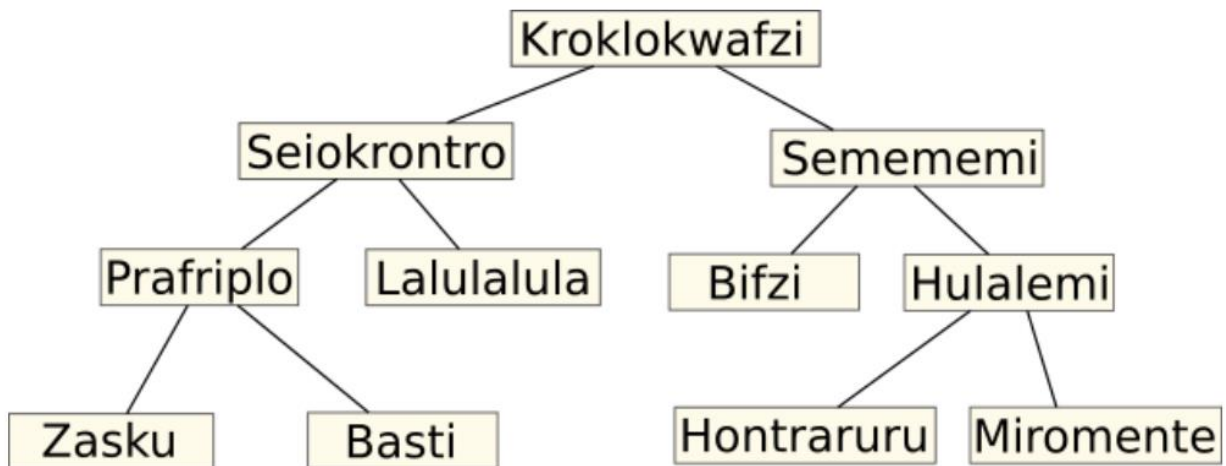 Kroklokwafzi
Seiokrontro
Semememi
Prafriplo
Lalulalula
Bifzi
Hulalemi
Zasku
Basti
Hontraruru
Miromente